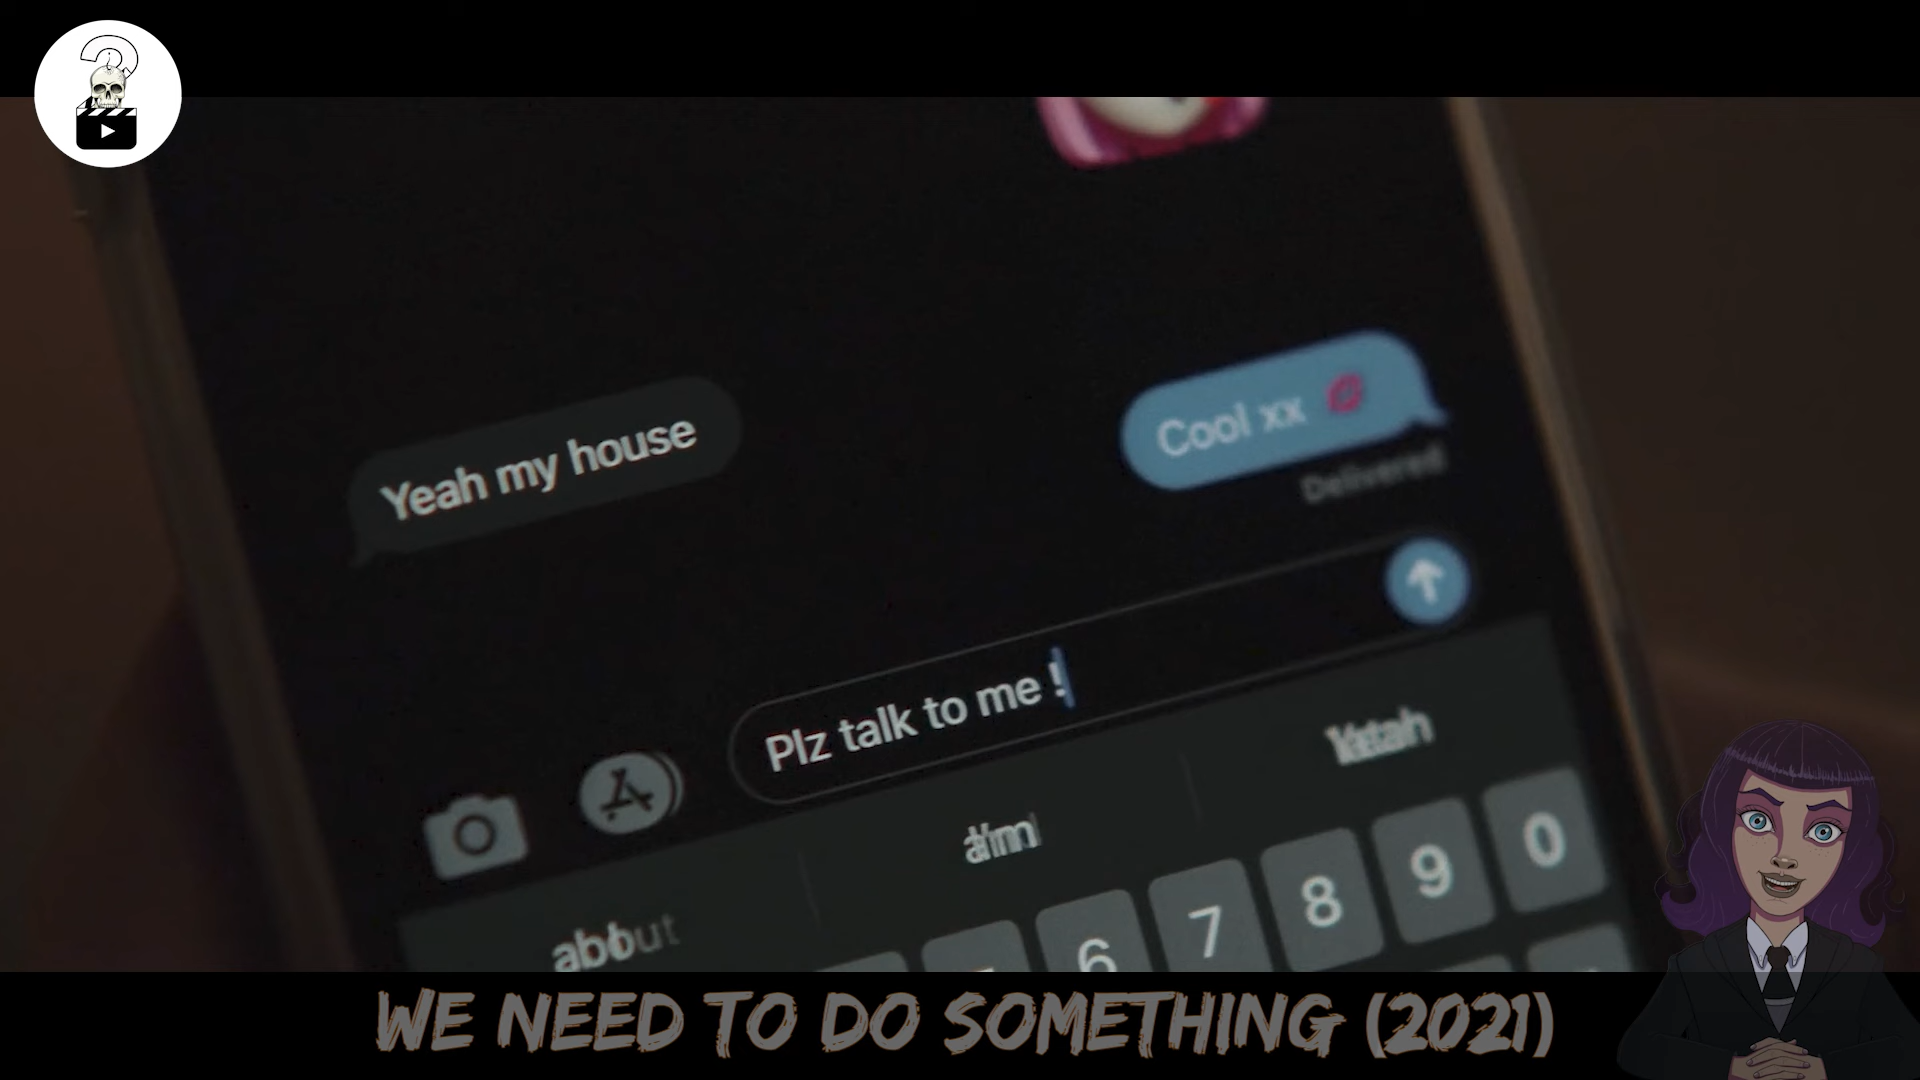 Yeah my house
Cool xx
Delivered
Plz talk to me !
about
6 7 8 9 0
WE NEED TO DO SOMETHING (2021)